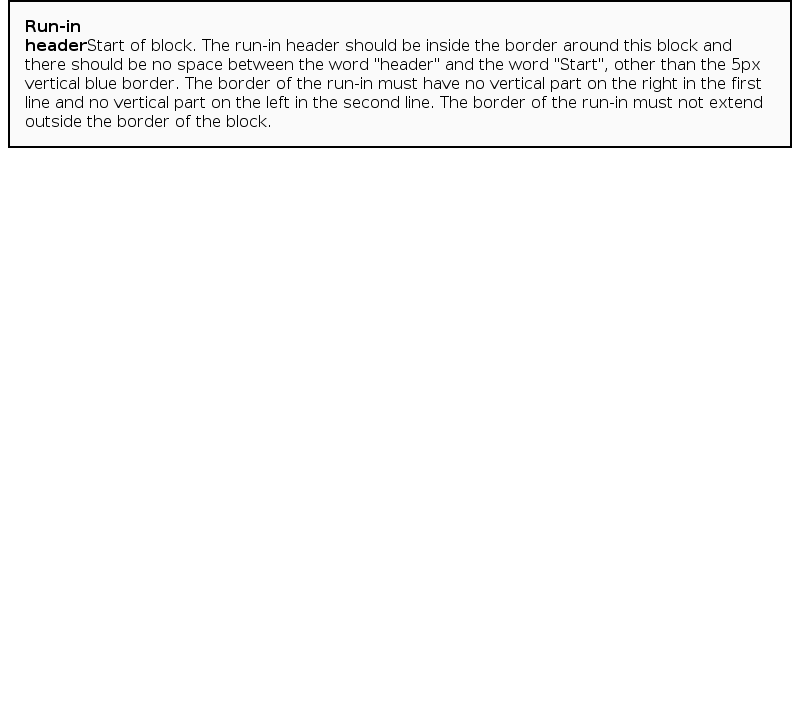 Run-in
headerStart of block. The run-in header should be inside the border around this block and
there should be no space between the word "header" and the word "Start", other than the 5px
vertical blue border. The border of the run-in must have no vertical part on the right in the first
line and no vertical part on the left in the second line. The border of the run-in must not extend
outside the border of the block.